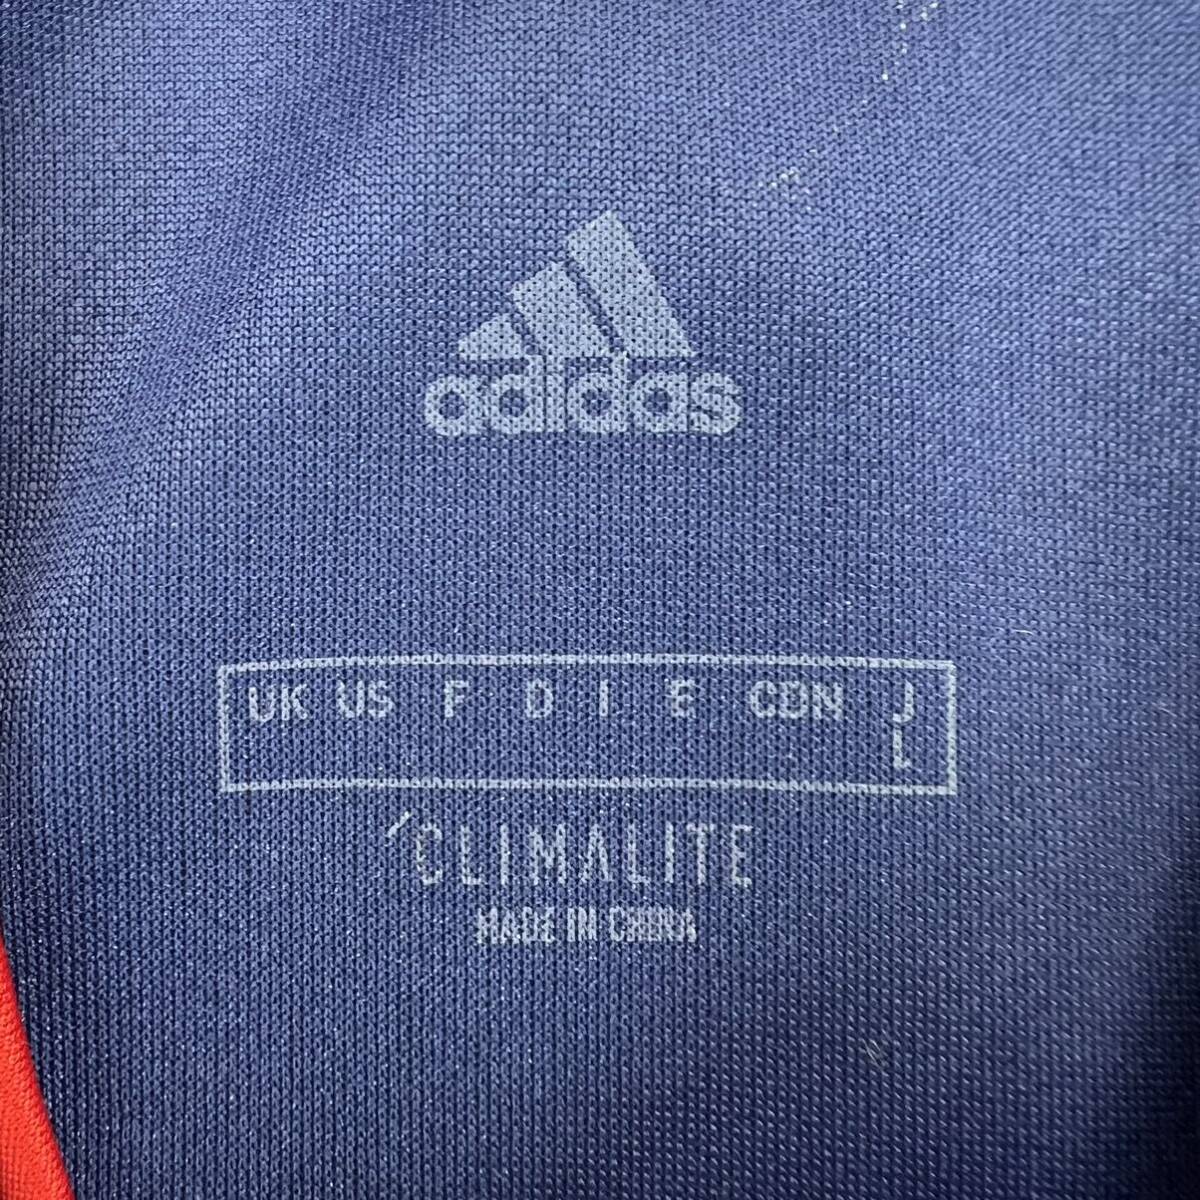 adidas
UK US F D I E CDN J
L
CLIMALITE
MADE IN CHINA